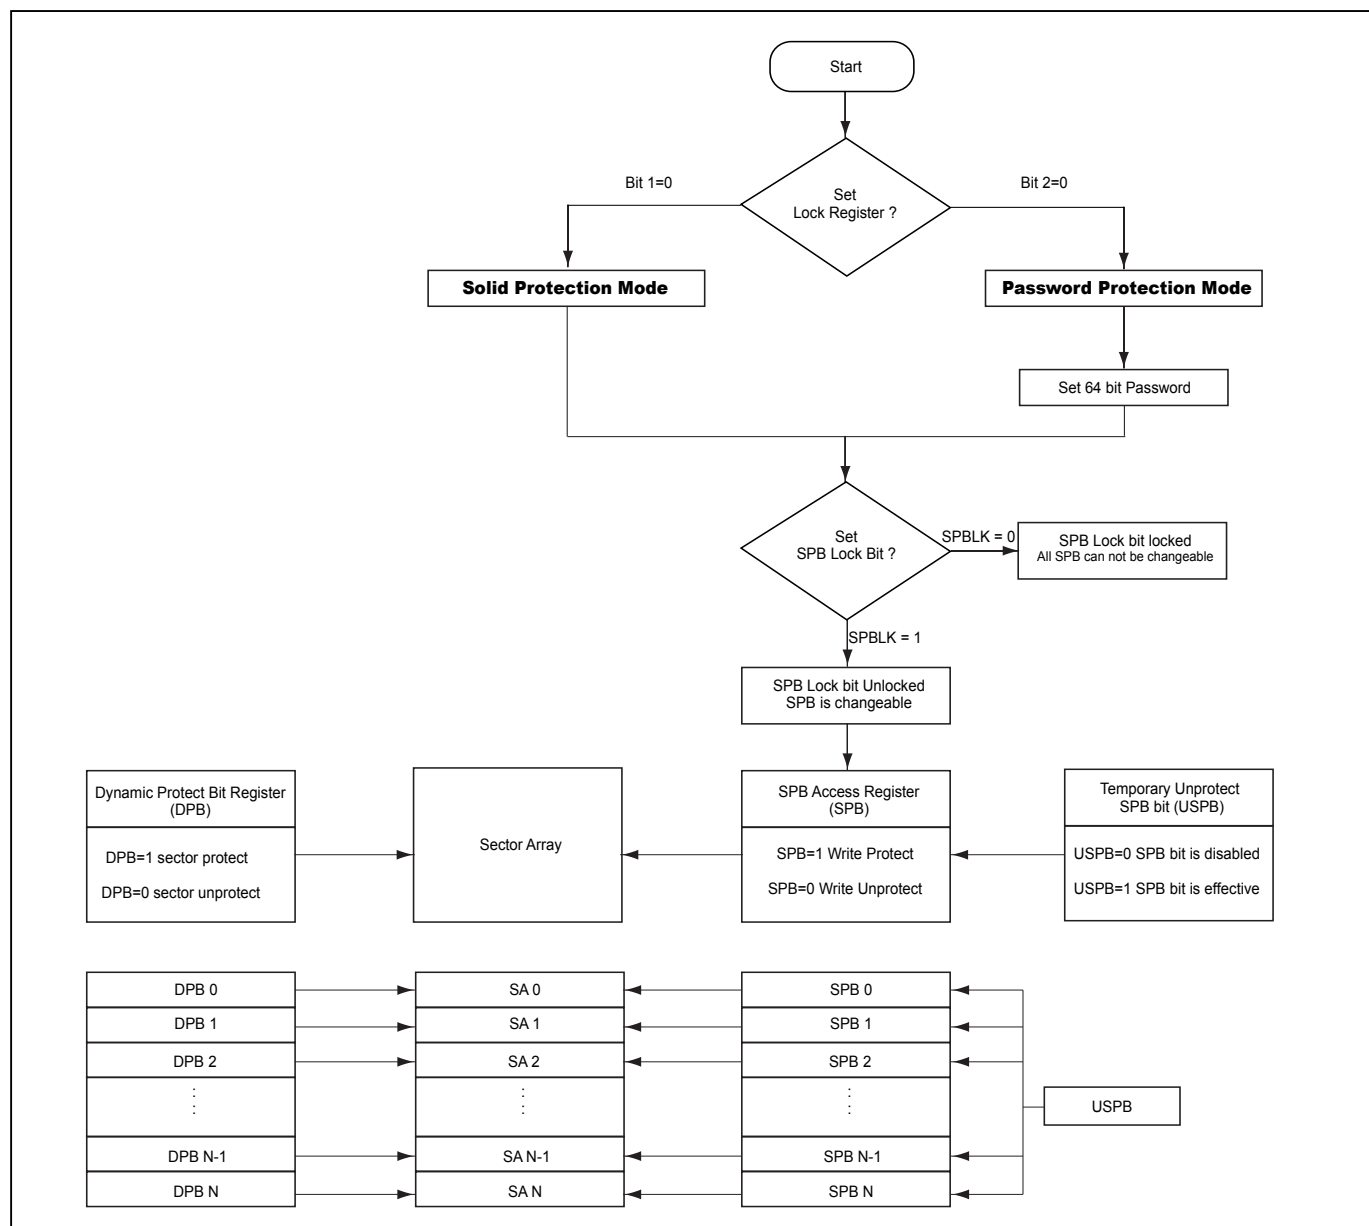 Start
Bit 1=0
Bit 2=0
Set
Lock Register ?
Solid Protection Mode
Password Protection Mode
Set 64 bit Password
Set
SPB Lock Bit ?
SPBLK = 0
SPB Lock bit locked
All SPB can not be changeable
SPBLK = 1
SPB Lock bit Unlocked
SPB is changeable
Dynamic Protect Bit Register
(DPB)
DPB=1 sector protect
DPB=0 sector unprotect
Sector Array
SPB Access Register
(SPB)
SPB=1 Write Protect
SPB=0 Write Unprotect
Temporary Unprotect
SPB bit (USPB)
USPB=0 SPB bit is disabled
USPB=1 SPB bit is effective
DPB 0
SA 0
SPB 0
DPB 1
SA 1
SPB 1
DPB 2
SA 2
SPB 2
USPB
DPB N-1
SA N-1
SPB N-1
DPB N
SA N
SPB N